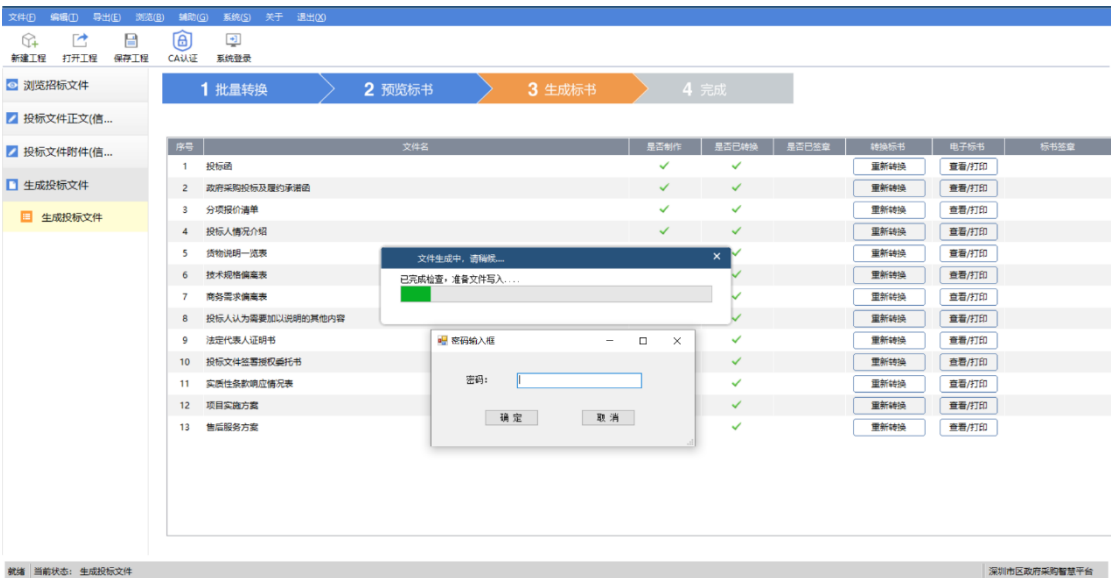 文件(F) 编辑(T) 导出(E) 浏览(B) 辅助(G) 系统(S) 关于 退出(X)
新建工程 打开工程 保存工程 CA认证 系统登录
浏览招标文件
投标文件正文(信...
投标文件附件(信...
生成投标文件
生成投标文件
1 批量转换 2 预览标书 3 生成标书 4 完成
序号 文件名 是否制作 是否已转换 是否已签章 转换标书 电子标书 标书签章
1 投标函 重新转换 查看/打印
2 政府采购投标及履约承诺函 重新转换 查看/打印
3 分项报价清单 重新转换 查看/打印
4 投标人情况介绍 重新转换 查看/打印
5 货物说明一览表 重新转换 查看/打印
6 技术规格偏离表 重新转换 查看/打印
7 商务需求偏离表 重新转换 查看/打印
8 投标人认为需要加以说明的其他内容 重新转换 查看/打印
9 法定代表人证明书 重新转换 查看/打印
10 投标文件签署授权委托书 重新转换 查看/打印
11 实质性条款响应情况表 重新转换 查看/打印
12 项目实施方案 重新转换 查看/打印
13 售后服务方案 重新转换 查看/打印
文件生成中，请稍候...
已完成检查，准备文件写入....
密码输入框
密码：
确 定 取 消
就绪 当前状态： 生成投标文件 深圳市区政府采购智慧平台